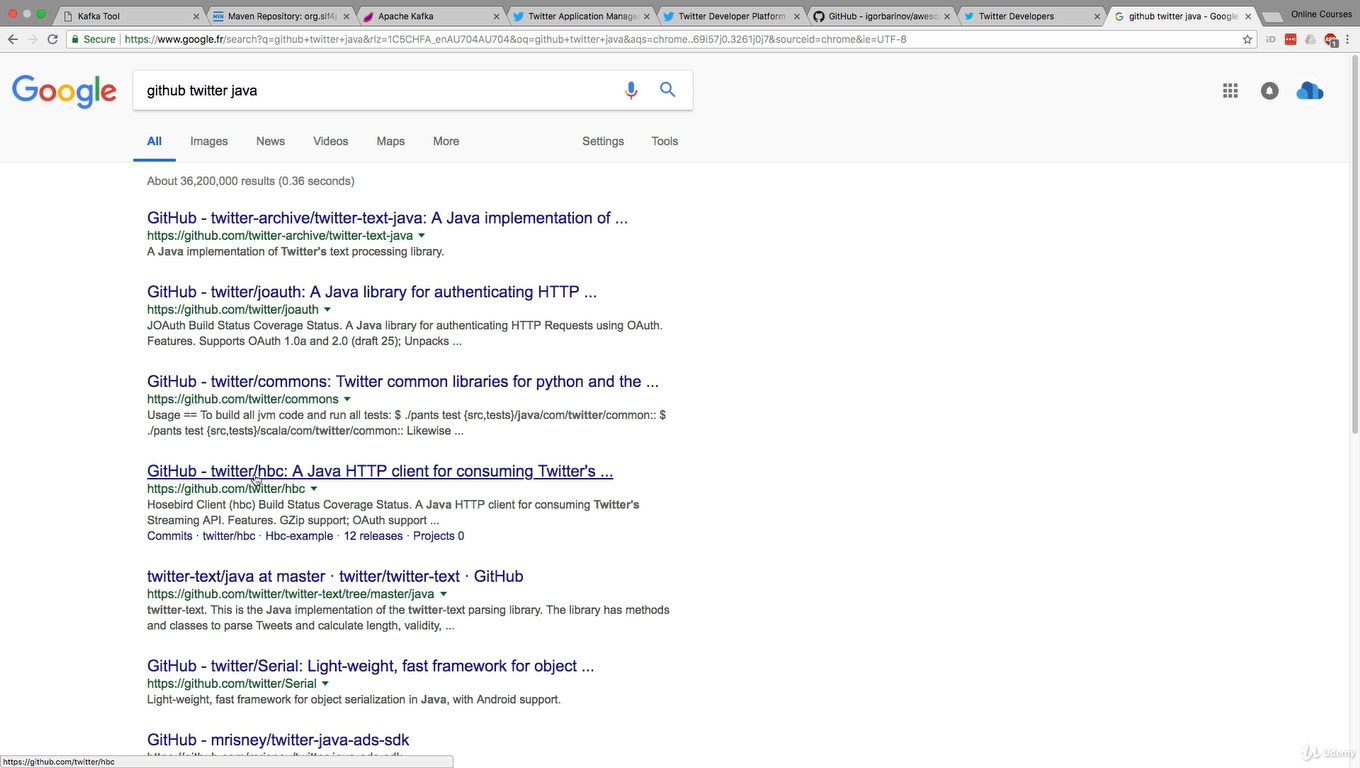 Kafka Tool
Maven Repository: org.slf4j
Apache Kafka
Twitter Application Manage
Twitter Developer Platform
GitHub - igorbarinov/aweso
Twitter Developers
github twitter java - Google
Online Courses
Secure
https://www.google.fr/search?q=github+twitter+java&rlz=1C5CHFA_enAU704AU704&oq=github+twitter+java&aqs=chrome..69i57j0.3261j0j7&sourceid=chrome&ie=UTF-8
iD
1
Google
github twitter java
All
Images
News
Videos
Maps
More
Settings
Tools
About 36,200,000 results (0.36 seconds)
GitHub - twitter-archive/twitter-text-java: A Java implementation of ...
https://github.com/twitter-archive/twitter-text-java
A Java implementation of Twitter's text processing library.
GitHub - twitter/joauth: A Java library for authenticating HTTP ...
https://github.com/twitter/joauth
JOAuth Build Status Coverage Status. A Java library for authenticating HTTP Requests using OAuth.
Features. Supports OAuth 1.0a and 2.0 (draft 25); Unpacks ...
GitHub - twitter/commons: Twitter common libraries for python and the ...
https://github.com/twitter/commons
Usage == To build all jvm code and run all tests: $ ./pants test {src,tests}/java/com/twitter/common:: $
./pants test {src,tests}/scala/com/twitter/common:: Likewise ...
GitHub - twitter/hbc: A Java HTTP client for consuming Twitter's ...
https://github.com/twitter/hbc
Hosebird Client (hbc) Build Status Coverage Status. A Java HTTP client for consuming Twitter's
Streaming API. Features. GZip support; OAuth support ...
Commits · twitter/hbc · Hbc-example · 12 releases · Projects 0
twitter-text/java at master · twitter/twitter-text · GitHub
https://github.com/twitter/twitter-text/tree/master/java
twitter-text. This is the Java implementation of the twitter-text parsing library. The library has methods
and classes to parse Tweets and calculate length, validity, ...
GitHub - twitter/Serial: Light-weight, fast framework for object ...
https://github.com/twitter/Serial
Light-weight, fast framework for object serialization in Java, with Android support.
GitHub - mrisney/twitter-java-ads-sdk
https://github.com/mrisney/twitter-java-ads-sdk
https://github.com/twitter/hbc
Udemy